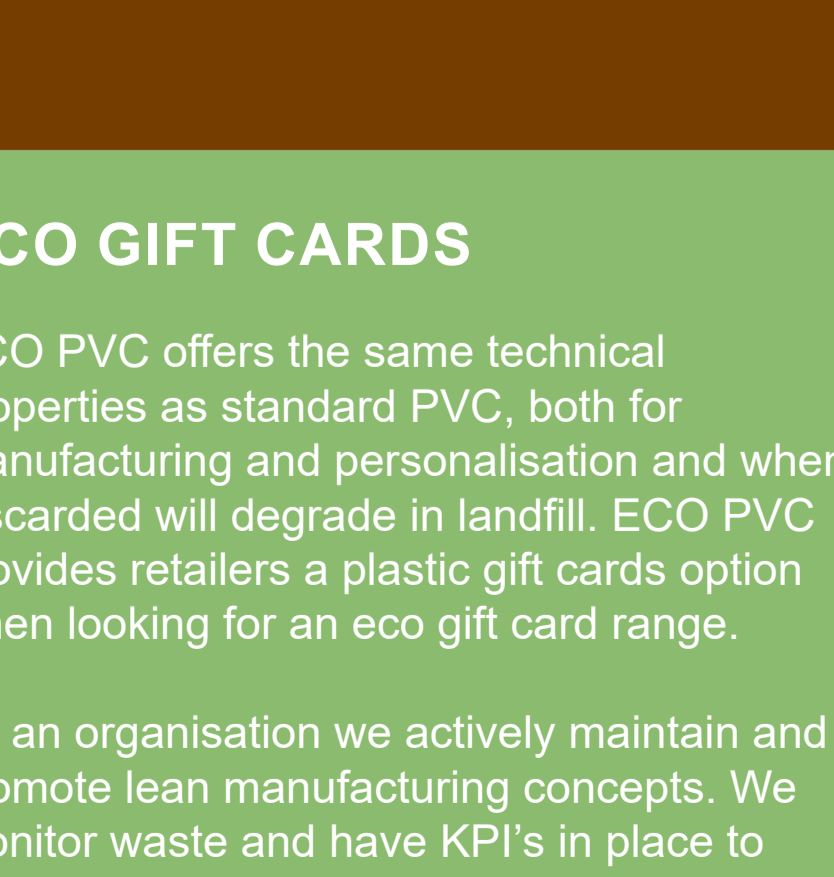 CO GIFT CARDS
CO PVC offers the same technical
operties as standard PVC, both for
anufacturing and personalisation and when
scarded will degrade in landfill. ECO PVC
ovides retailers a plastic gift cards option
en looking for an eco gift card range.
an organisation we actively maintain and
omote lean manufacturing concepts. We
onitor waste and have KPI’s in place to